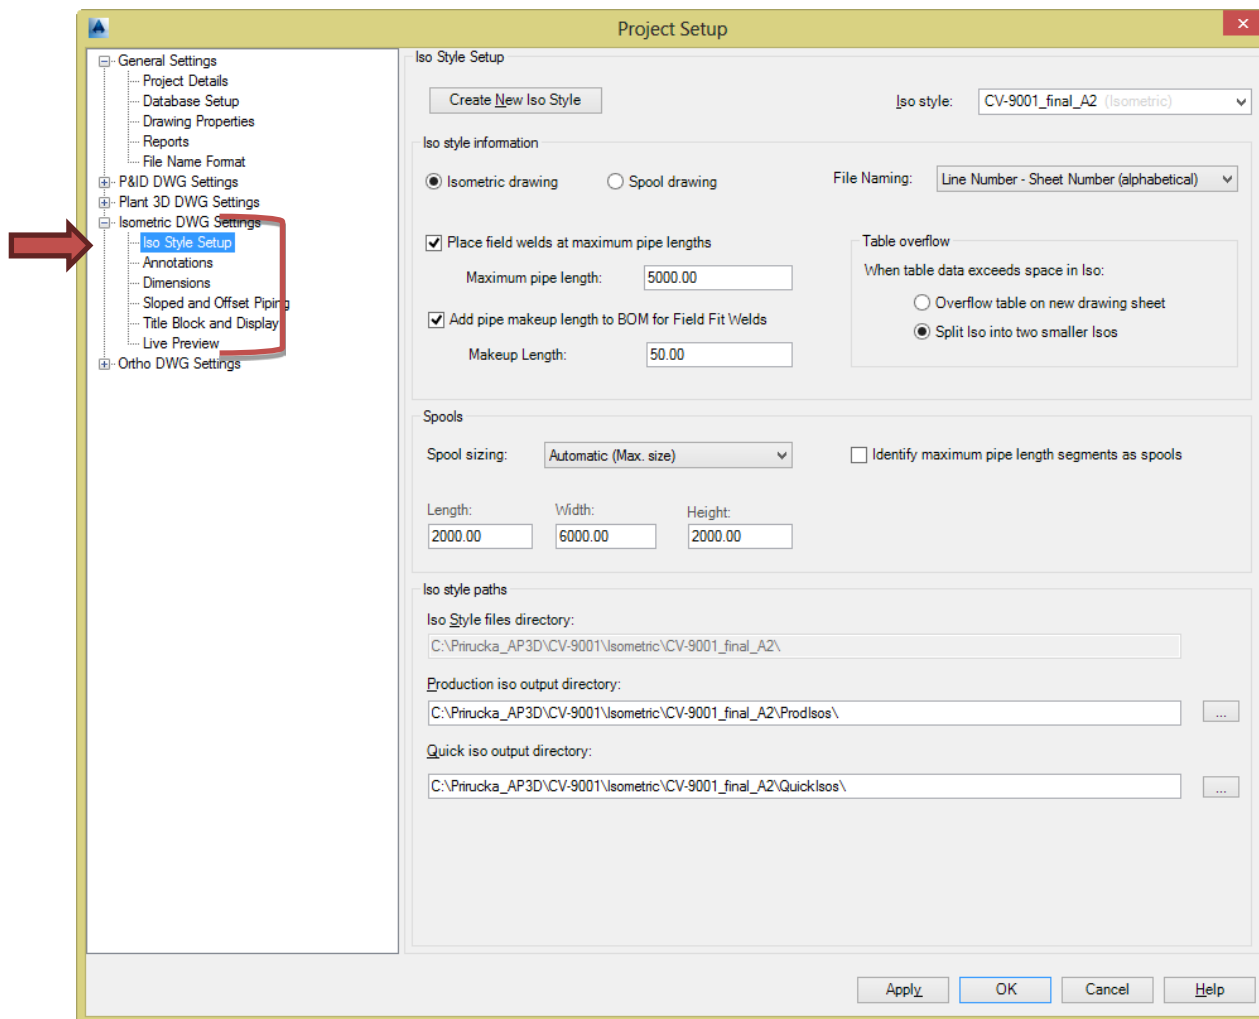 Project Setup
General Settings
Project Details
Database Setup
Drawing Properties
Reports
File Name Format
P&ID DWG Settings
Plant 3D DWG Settings
Isometric DWG Settings
Iso Style Setup
Annotations
Dimensions
Sloped and Offset Piping
Title Block and Display
Live Preview
Ortho DWG Settings
Iso Style Setup
Create New Iso Style
Iso style: CV-9001_final_A2 (Isometric)
Iso style information
Isometric drawing Spool drawing File Naming: Line Number - Sheet Number (alphabetical)
Place field welds at maximum pipe lengths
Maximum pipe length: 5000.00
Add pipe makeup length to BOM for Field Fit Welds
Makeup Length: 50.00
Table overflow
When table data exceeds space in Iso:
Overflow table on new drawing sheet
Split Iso into two smaller Isos
Spools
Spool sizing: Automatic (Max. size) Identify maximum pipe length segments as spools
Length: Width: Height:
2000.00 6000.00 2000.00
Iso style paths
Iso Style files directory:
C:\Prirucka_AP3D\CV-9001\Isometric\CV-9001_final_A2\
Production iso output directory:
C:\Prirucka_AP3D\CV-9001\Isometric\CV-9001_final_A2\ProdIsos\
...
Quick iso output directory:
C:\Prirucka_AP3D\CV-9001\Isometric\CV-9001_final_A2\QuickIsos\
...
Apply OK Cancel Help